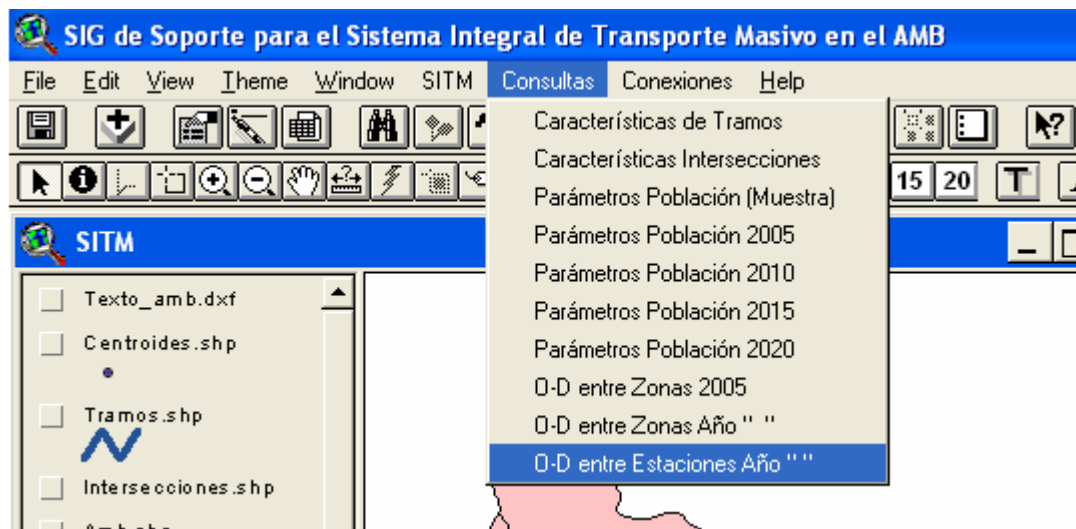 SIG de Soporte para el Sistema Integral de Transporte Masivo en el AMB
File Edit View Theme Window SITM Consultas Conexiones Help
Características de Tramos
Características Intersecciones
Parámetros Población (Muestra)
Parámetros Población 2005
Parámetros Población 2010
Parámetros Población 2015
Parámetros Población 2020
O-D entre Zonas 2005
O-D entre Zonas Año " "
O-D entre Estaciones Año " "
15 20 T
SITM
Texto_amb.dxf
Centroides.shp
Tramos.shp
Intersecciones.shp